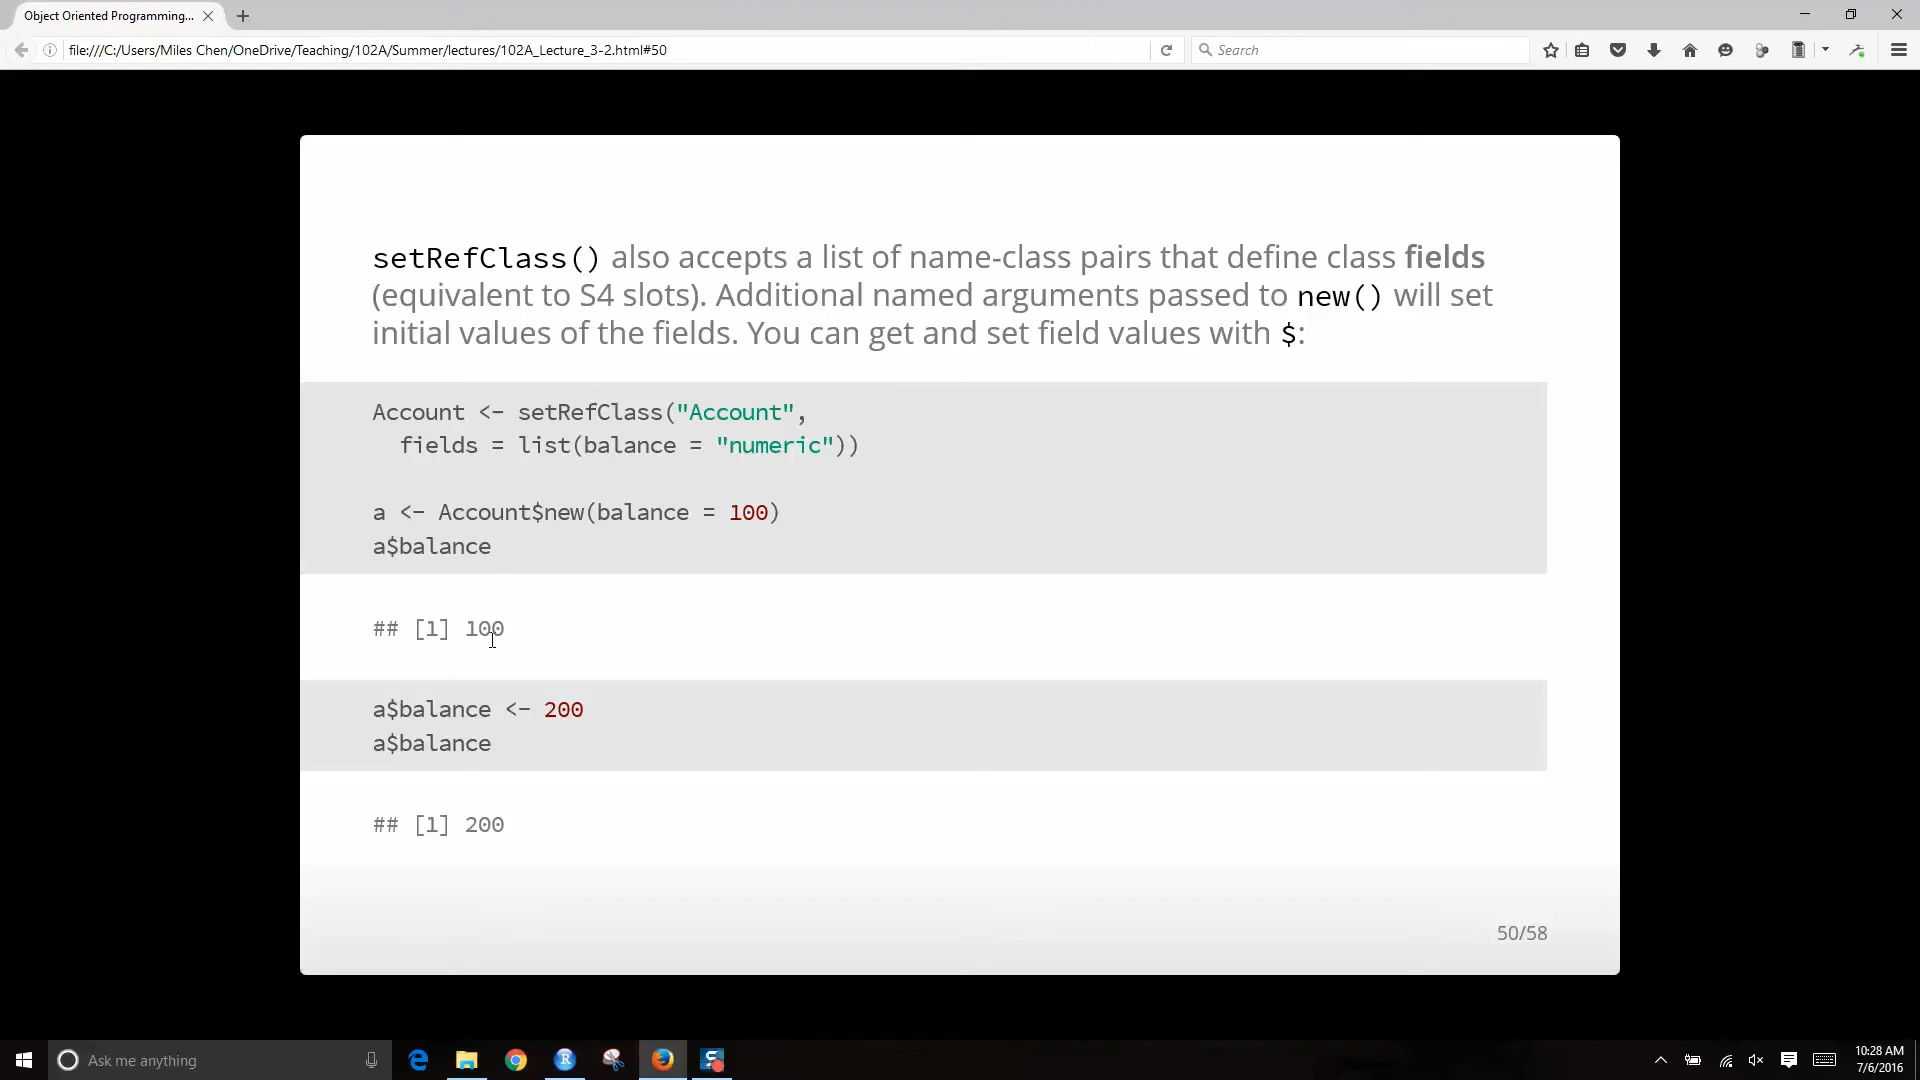 Object Oriented Programming...
file:///C:/Users/Miles Chen/OneDrive/Teaching/102A/Summer/lectures/102A_Lecture_3-2.html#50
Search
setRefClass() also accepts a list of name-class pairs that define class fields
(equivalent to S4 slots). Additional named arguments passed to new() will set
initial values of the fields. You can get and set field values with $:
Account <- setRefClass("Account",
  fields = list(balance = "numeric"))
a <- Account$new(balance = 100)
a$balance
## [1] 100
a$balance <- 200
a$balance
## [1] 200
50/58
Ask me anything
10:28 AM
7/6/2016